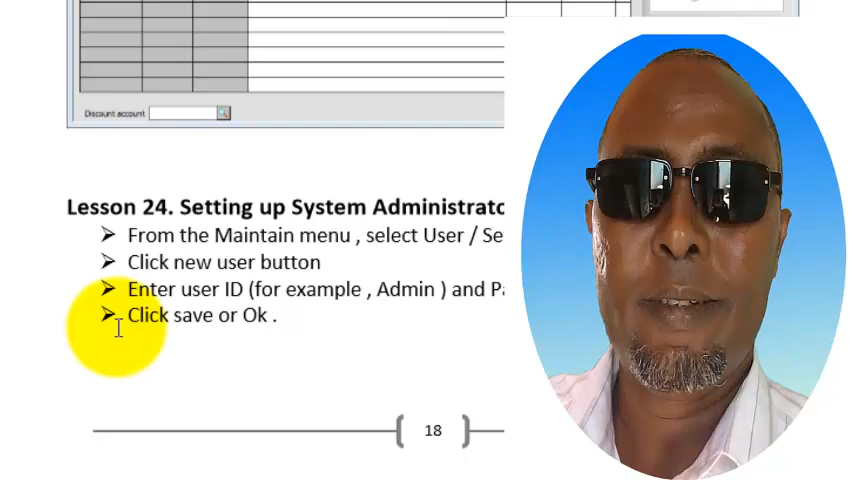 Discount account
Lesson 24. Setting up System Administrato
➢ From the Maintain menu , select User / Se
➢ Click new user button
➢ Enter user ID (for example , Admin ) and Pa
➢ Click save or Ok .
18